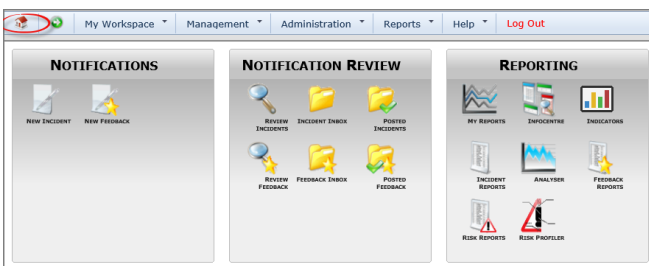 My Workspace Management Administration Reports Help Log Out
NOTIFICATIONS
NEW INCIDENT NEW FEEDBACK
NOTIFICATION REVIEW
REVIEW INCIDENTS INCIDENT INBOX POSTED INCIDENTS
REVIEW FEEDBACK FEEDBACK INBOX POSTED FEEDBACK
REPORTING
MY REPORTS INFOCENTRE INDICATORS
INCIDENT REPORTS ANALYSER FEEDBACK REPORTS
RISK REPORTS RISK PROFILER